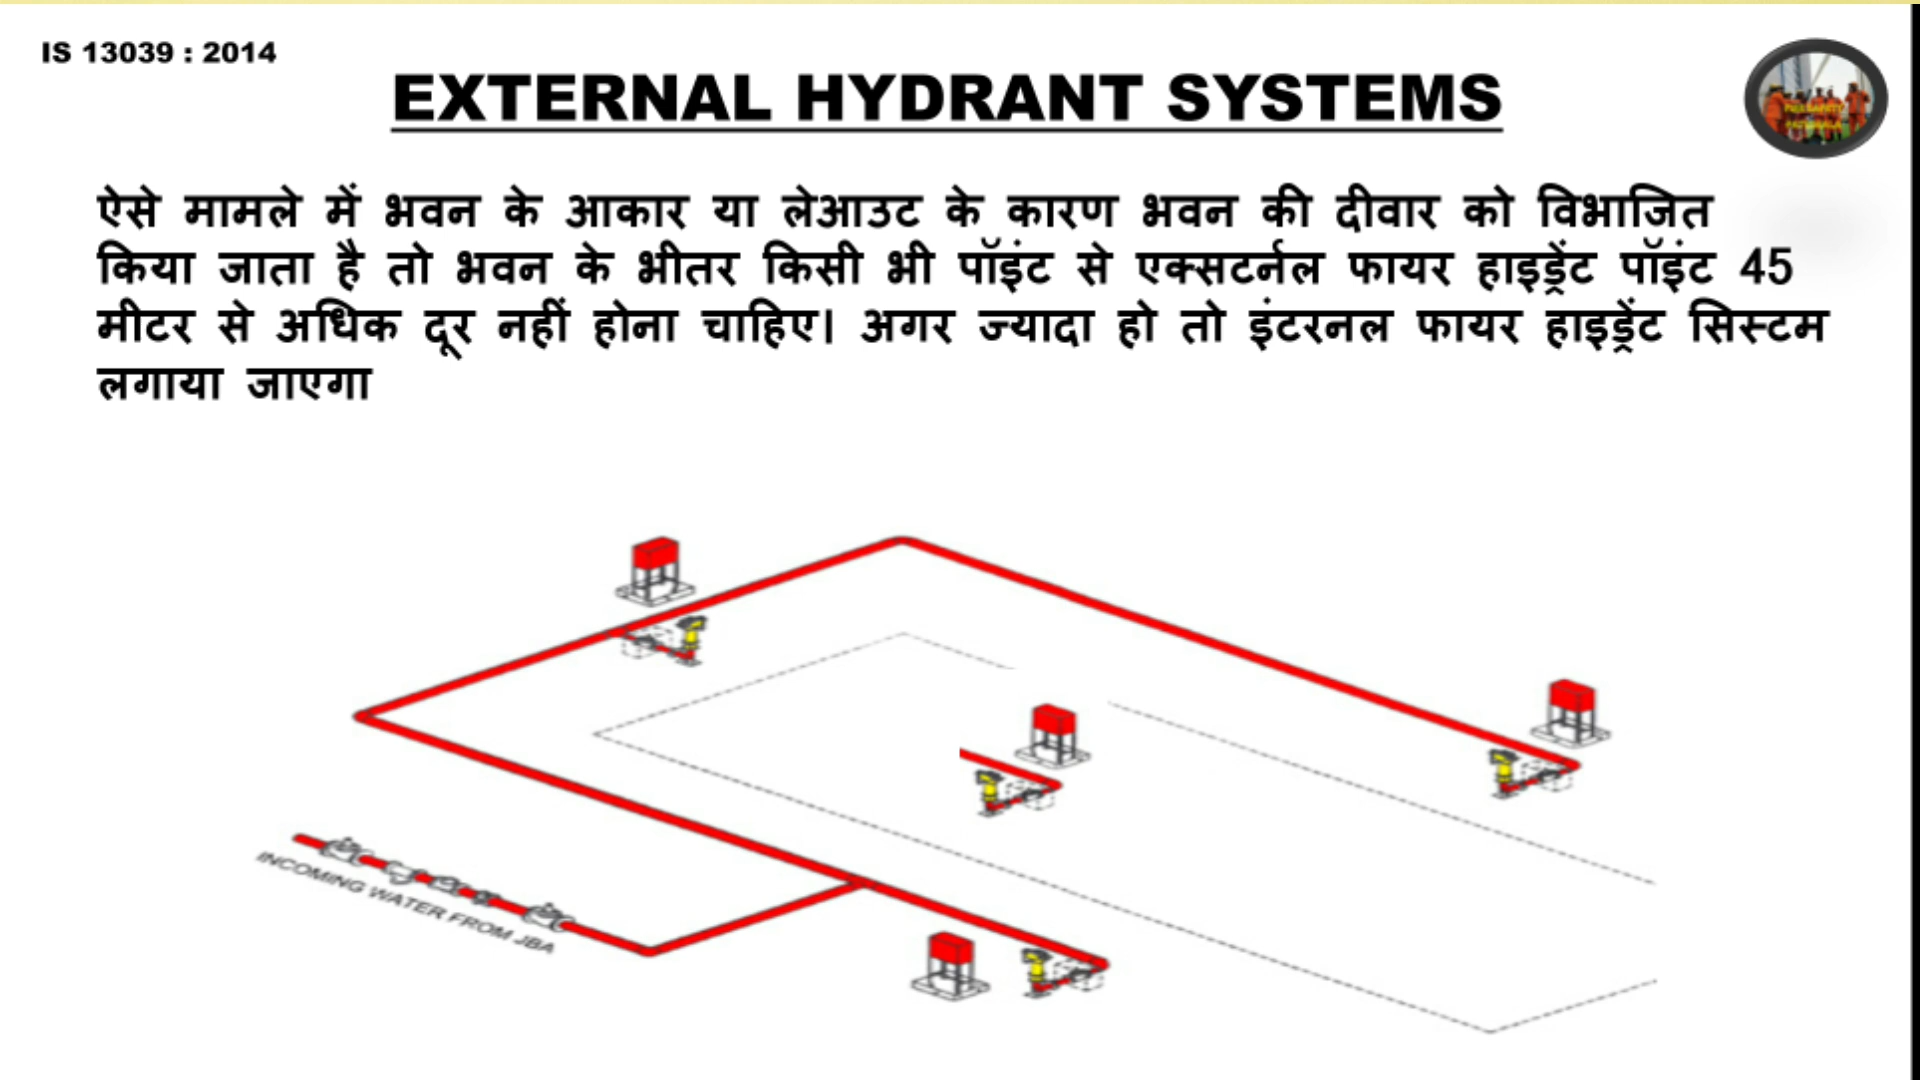 IS 13039 : 2014
EXTERNAL HYDRANT SYSTEMS
ऐसे मामले में भवन के आकार या लेआउट के कारण भवन की दीवार को विभाजित
किया जाता है तो भवन के भीतर किसी भी पॉइंट से एक्सटर्नल फायर हाइड्रेंट पॉइंट 45
मीटर से अधिक दूर नहीं होना चाहिए। अगर ज्यादा हो तो इंटरनल फायर हाइड्रेंट सिस्टम
लगाया जाएगा
INCOMING WATER FROM JBA